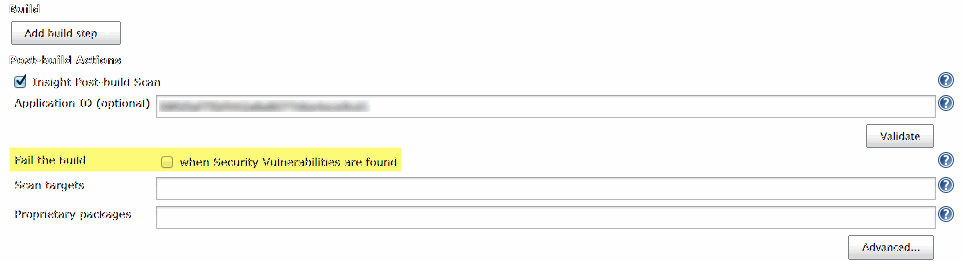 Build
Add build step
Post-build Actions
Insight Post-build Scan
Application ID (optional)
Validate
Fail the build when Security Vulnerabilities are found
Scan targets
Proprietary packages
Advanced...